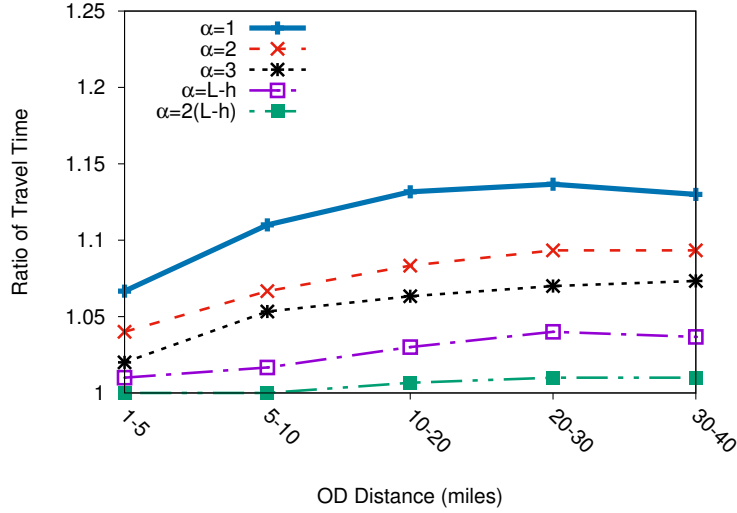 1.25
1.2
1.15
1.1
1.05
1
Ratio of Travel Time
α=1
α=2
α=3
α=L-h
α=2(L-h)
1-5
5-10
10-20
20-30
30-40
OD Distance (miles)